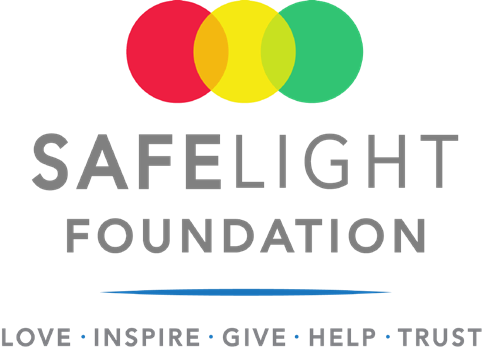 SAFELIGHT
FOUNDATION
LOVE · INSPIRE · GIVE · HELP · TRUST